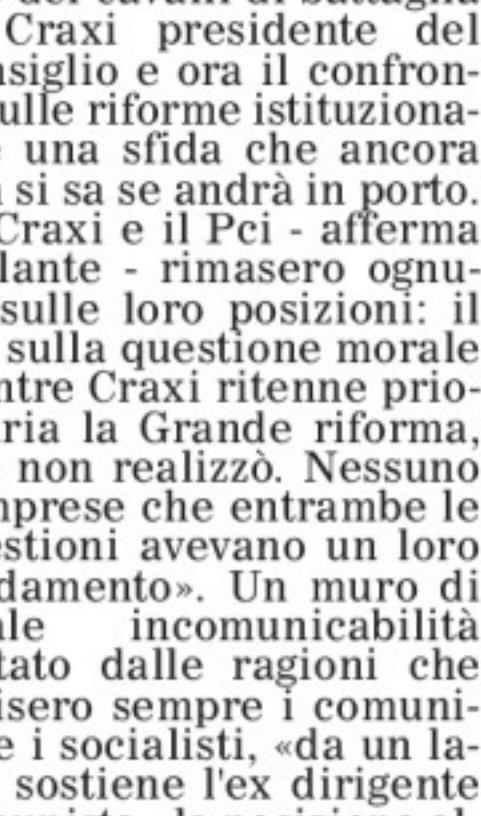 Craxi presidente del
nsiglio e ora il confron-
ulle riforme istituziona-
una sfida che ancora
si sa se andrà in porto.
Craxi e il Pci - afferma
lante - rimasero ognu-
sulle loro posizioni: il
sulla questione morale
ntre Craxi ritenne prio-
ria la Grande riforma,
non realizzò. Nessuno
mprese che entrambe le
estioni avevano un loro
damento». Un muro di
ale incomunicabilità
tato dalle ragioni che
isero sempre i comuni-
e i socialisti, «da un la-
sostiene l'ex dirigente